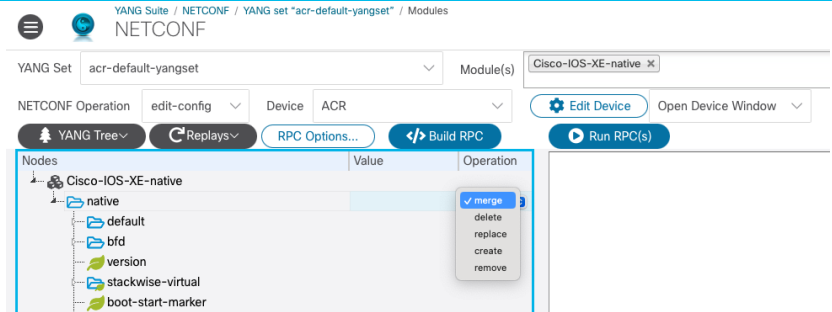 YANG Suite / NETCONF / YANG set "acr-default-yangset" / Modules
NETCONF
YANG Set acr-default-yangset Module(s) Cisco-IOS-XE-native ×
NETCONF Operation edit-config Device ACR Edit Device Open Device Window
YANG Tree Replays RPC Options... </> Build RPC Run RPC(s)
Nodes Value Operation
Cisco-IOS-XE-native
native ✓ merge
delete
default
replace
bfd
create
version
remove
stackwise-virtual
boot-start-marker